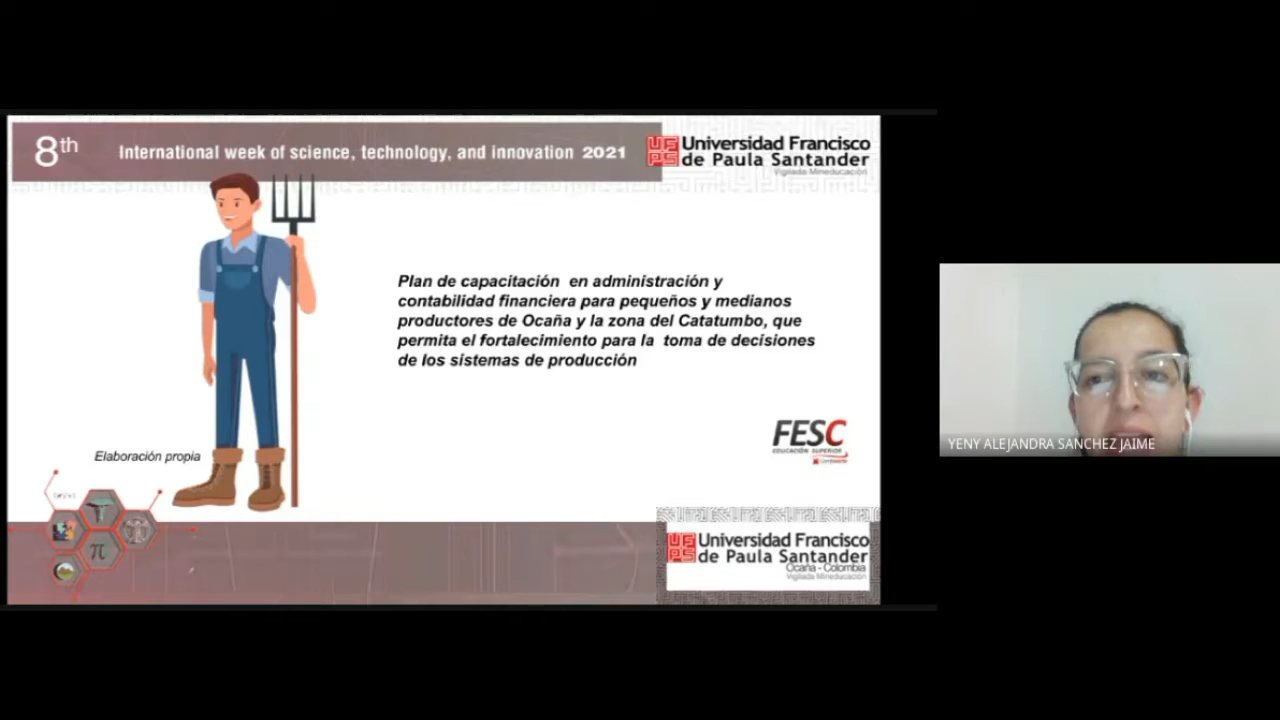 8th
International week of science, technology, and innovation 2021
Universidad Francisco
de Paula Santander
Vigilada Mineducación
Plan de capacitación en administración y
contabilidad financiera para pequeños y medianos
productores de Ocaña y la zona del Catatumbo, que
permita el fortalecimiento para la toma de decisiones
de los sistemas de producción
FESC
EDUCACIÓN SUPERIOR
YENY ALEJANDRA SANCHEZ JAIME
Elaboración propia
π
Universidad Francisco
de Paula Santander
Ocaña - Colombia
Vigilada Mineducación